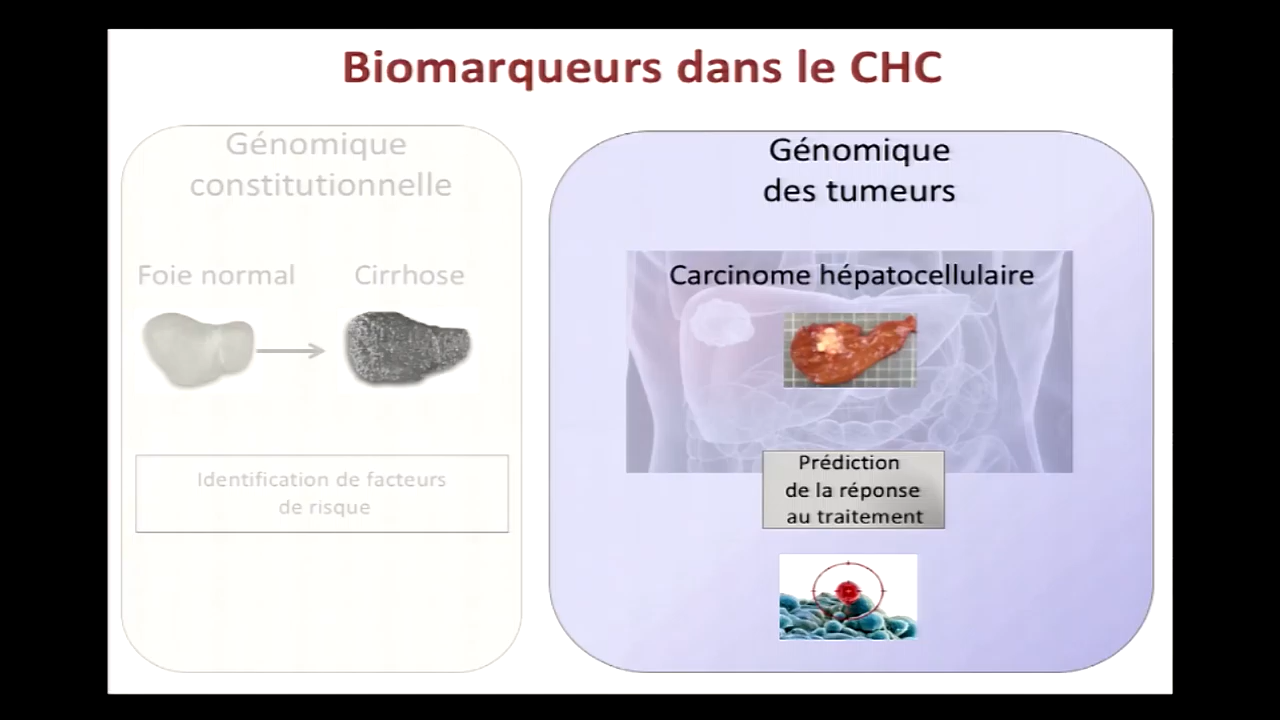 Biomarqueurs dans le CHC
Génomique
constitutionnelle
Foie normal
Cirrhose
Identification de facteurs
de risque
Génomique
des tumeurs
Carcinome hépatocellulaire
Prédiction
de la réponse
au traitement